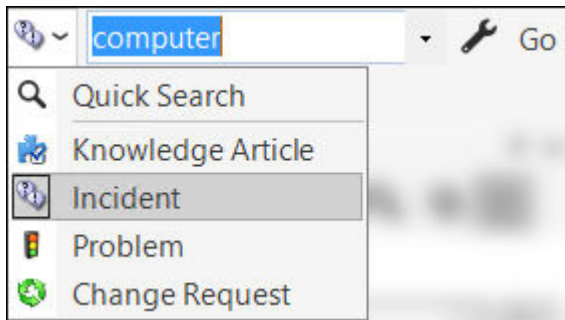 computer Go
Quick Search
Knowledge Article
Incident
Problem
Change Request